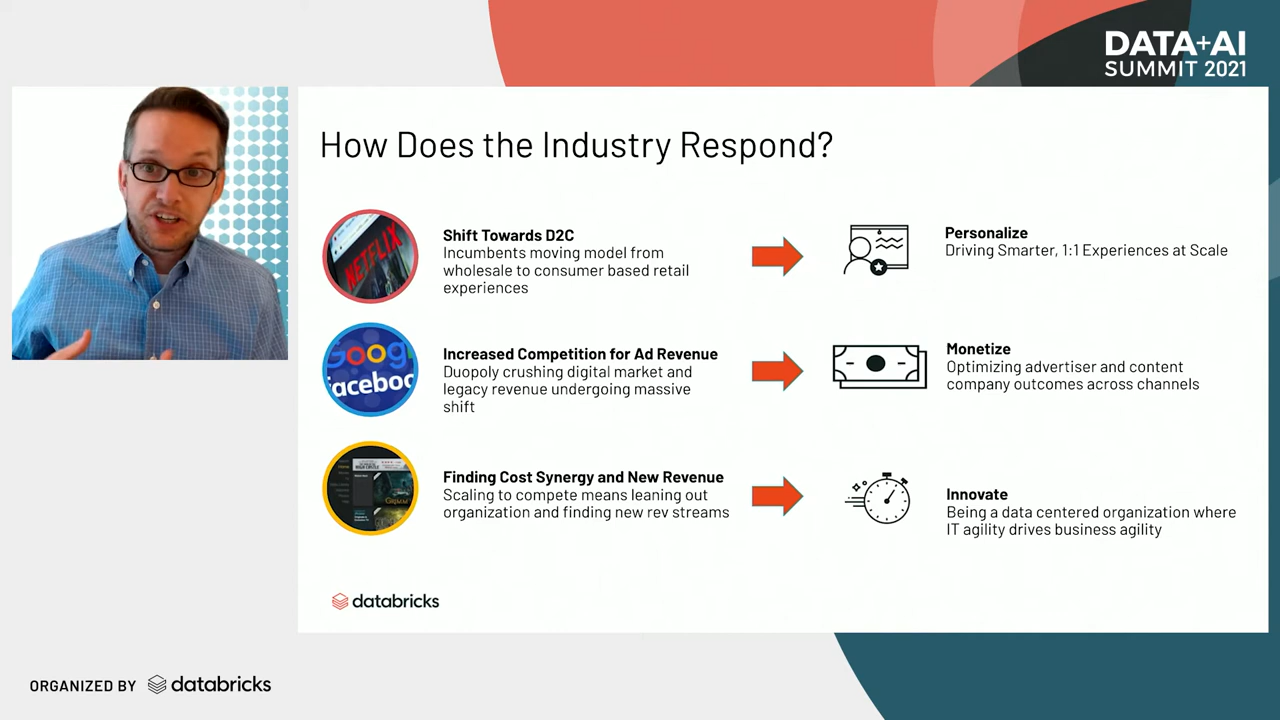 DATA+AI
SUMMIT 2021
How Does the Industry Respond?
NETFLIX
Shift Towards D2C
Incumbents moving model from
wholesale to consumer based retail
experiences
Personalize
Driving Smarter, 1:1 Experiences at Scale
Goog
facebo
Increased Competition for Ad Revenue
Duopoly crushing digital market and
legacy revenue undergoing massive
shift
Monetize
Optimizing advertiser and content
company outcomes across channels
Finding Cost Synergy and New Revenue
Scaling to compete means leaning out
organization and finding new rev streams
Innovate
Being a data centered organization where
IT agility drives business agility
databricks
ORGANIZED BY databricks